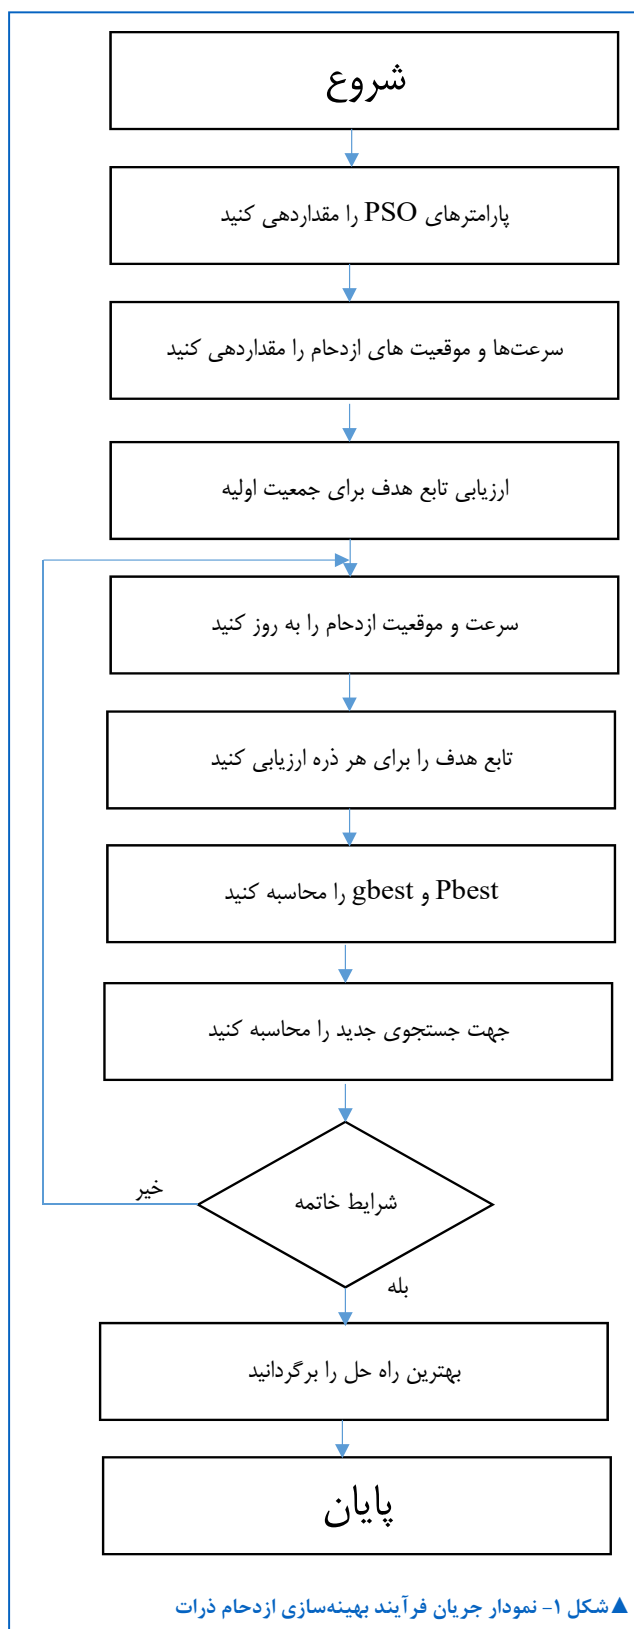 شروع
پارامترهای PSO را مقداردهی کنید
سرعت‌ها و موقعیت های ازدحام را مقداردهی کنید
ارزیابی تابع هدف برای جمعیت اولیه
سرعت و موقعیت ازدحام را به روز کنید
تابع هدف را برای هر ذره ارزیابی کنید
Pbest و gbest را محاسبه کنید
جهت جستجوی جدید را محاسبه کنید
شرایط خاتمه
خیر
بله
بهترین راه حل را برگردانید
پایان
▲شکل ۱- نمودار جریان فرآیند بهینه‌سازی ازدحام ذرات